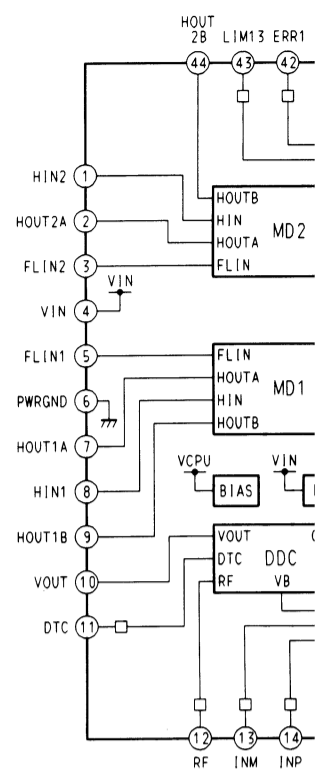 HOUT
2B LIM13 ERR1
44 43 42
HIN2 1
HOUT2A 2
FLIN2 3
VIN 4
VIN
FLIN1 5
PWRGND 6
HOUT1A 7
HIN1 8
HOUT1B 9
VOUT 10
DTC 11
HOUTB
HIN
HOUTA
FLIN
MD2
FLIN
HOUTA
HIN
HOUTB
MD1
VCPU
BIAS
VIN
VOUT
DTC
RF
DDC
VB
12 13 14
RF INM INP